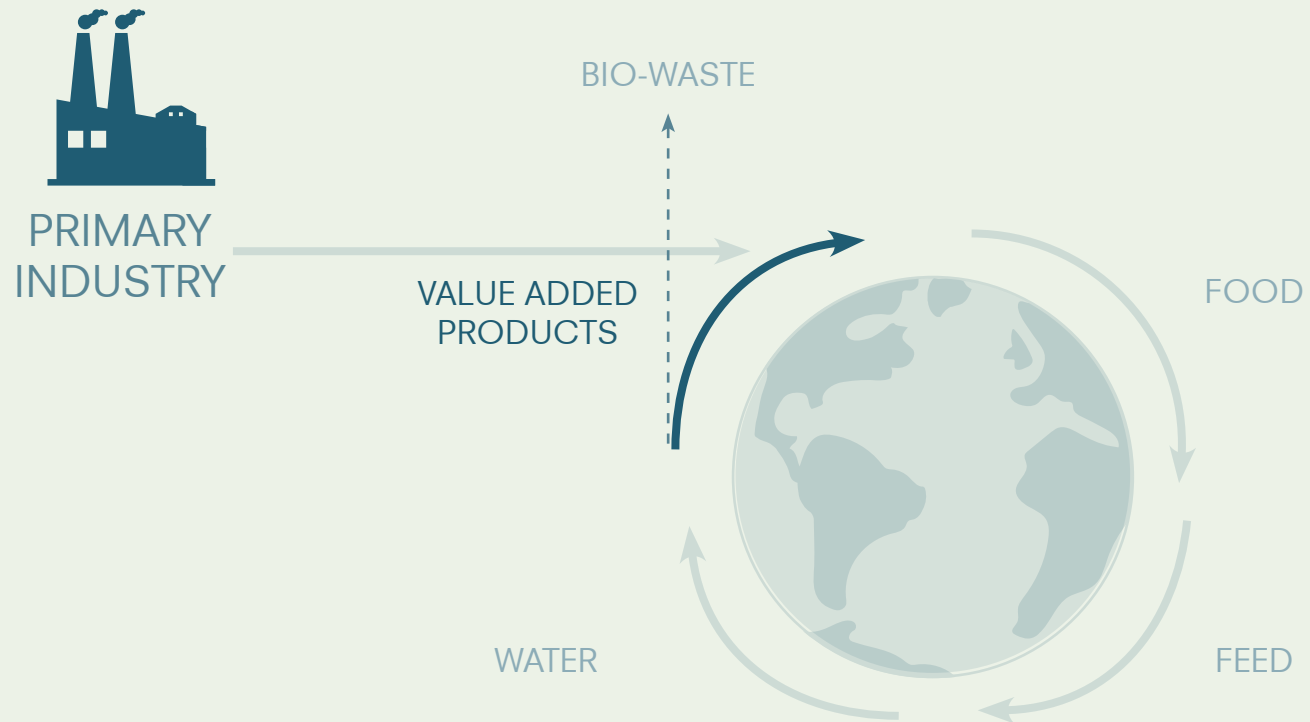 BIO-WASTE
PRIMARY
INDUSTRY
VALUE ADDED
PRODUCTS
FOOD
WATER
FEED